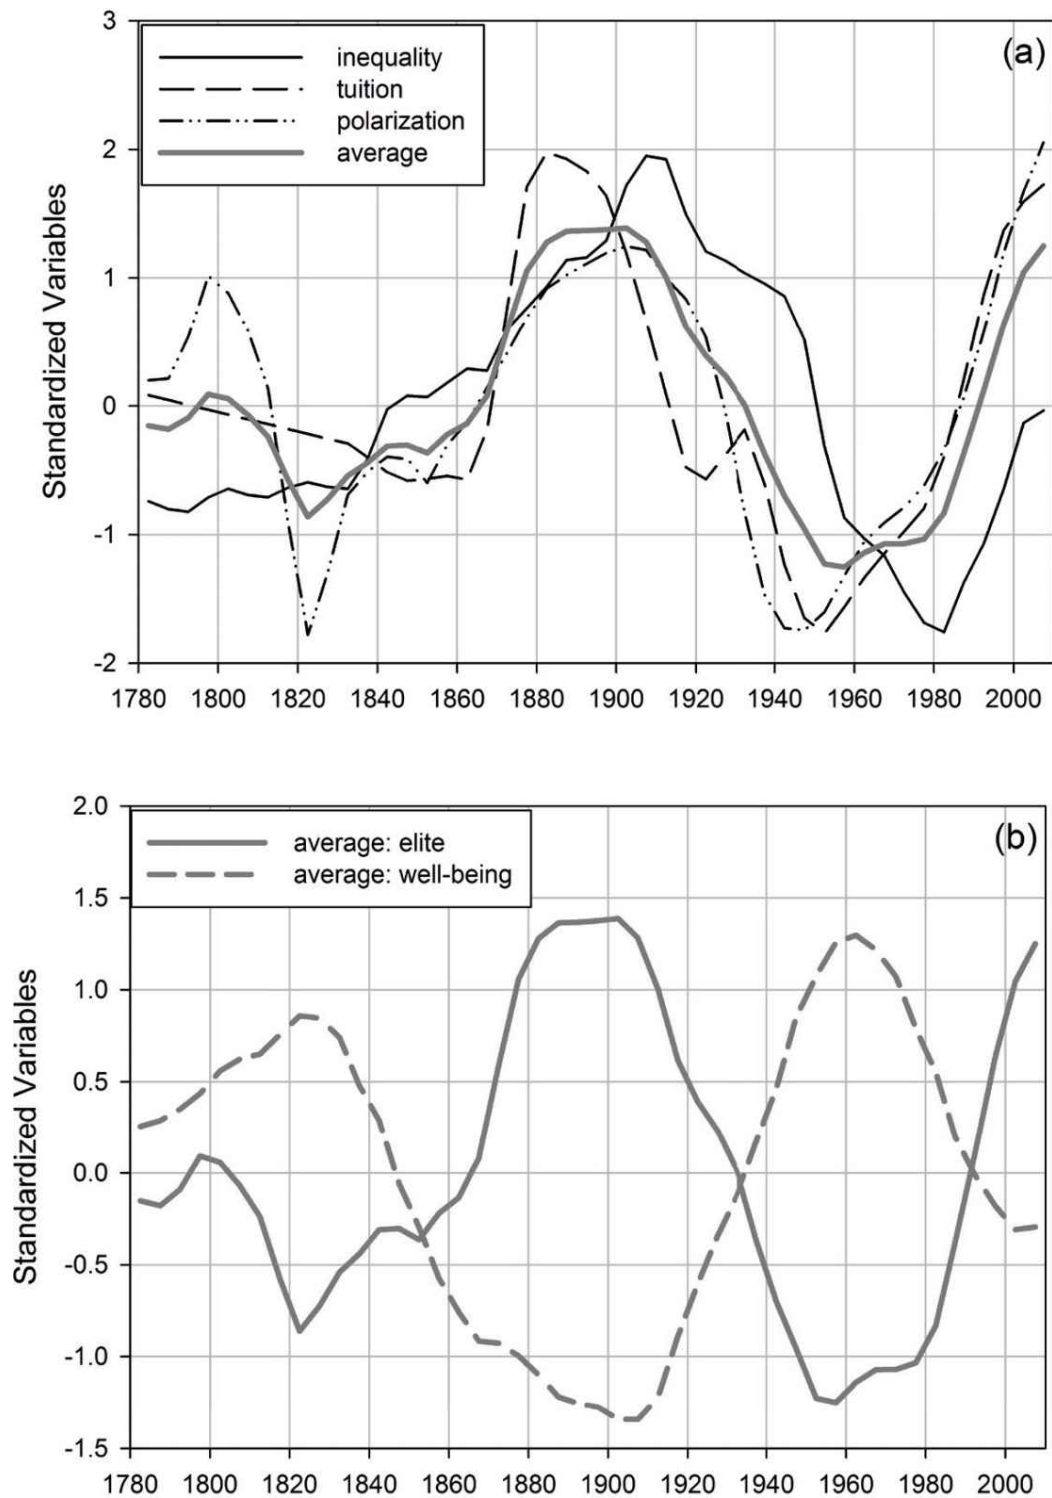 3
(a)
inequality
tuition
polarization
average
2
1
0
-1
-2
Standardized Variables
1780 1800 1820 1840 1860 1880 1900 1920 1940 1960 1980 2000
2.0
(b)
average: elite
average: well-being
1.5
1.0
0.5
0.0
-0.5
-1.0
-1.5
Standardized Variables
1780 1800 1820 1840 1860 1880 1900 1920 1940 1960 1980 2000